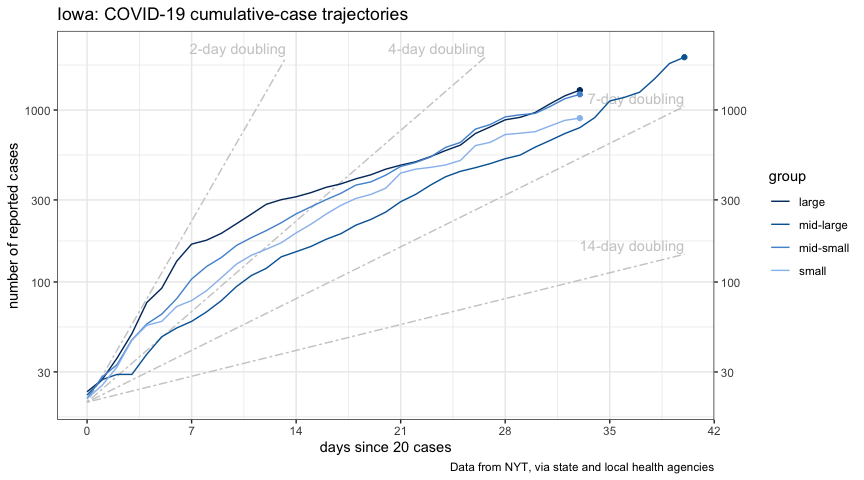 Iowa: COVID-19 cumulative-case trajectories
2-day doubling
4-day doubling
7-day doubling
14-day doubling
number of reported cases
1000
300
100
30
1000
300
100
30
0 7 14 21 28 35 42
days since 20 cases
Data from NYT, via state and local health agencies
group
large
mid-large
mid-small
small